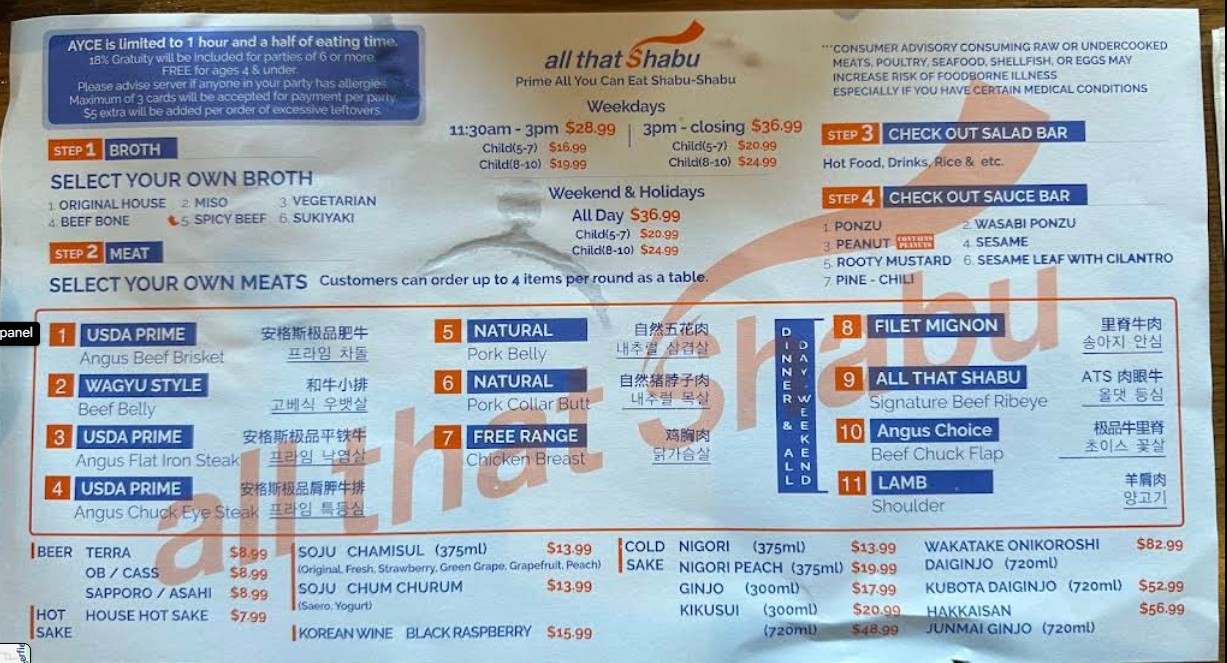 AYCE is limited to 1 hour and a half of eating time.
18% Gratuity will be included for parties of 6 or more.
FREE for ages 4 & under.
Please advise server if anyone in your party has allergies.
Maximum of 3 cards will be accepted for payment per party.
$5 extra will be added per order of excessive leftovers.
all that Shabu
Prime All You Can Eat Shabu-Shabu
Weekdays
11:30am - 3pm $28.99 | 3pm - closing $36.99
Child(5-7) $16.99 Child(5-7) $20.99
Child(8-10) $19.99 Child(8-10) $24.99
Weekend & Holidays
All Day $36.99
Child(5-7) $20.99
Child(8-10) $24.99
***CONSUMER ADVISORY CONSUMING RAW OR UNDERCOOKED
MEATS, POULTRY, SEAFOOD, SHELLFISH, OR EGGS MAY
INCREASE RISK OF FOODBORNE ILLNESS
ESPECIALLY IF YOU HAVE CERTAIN MEDICAL CONDITIONS
STEP 1 BROTH
SELECT YOUR OWN BROTH
1. ORIGINAL HOUSE 2. MISO 3. VEGETARIAN
4. BEEF BONE 5. SPICY BEEF 6. SUKIYAKI
STEP 2 MEAT
SELECT YOUR OWN MEATS Customers can order up to 4 items per round as a table.
STEP 3 CHECK OUT SALAD BAR
Hot Food, Drinks, Rice & etc.
STEP 4 CHECK OUT SAUCE BAR
1. PONZU 2. WASABI PONZU
3. PEANUT CONTAINS PEANUTS 4. SESAME
5. ROOTY MUSTARD 6. SESAME LEAF WITH CILANTRO
7. PINE - CHILI
1 USDA PRIME 安格斯极品肥牛
Angus Beef Brisket 프라임 차돌
2 WAGYU STYLE 和牛小排
Beef Belly 고베식 우뱃살
3 USDA PRIME 安格斯极品平铁牛
Angus Flat Iron Steak 프라임 낙엽살
4 USDA PRIME 安格斯极品肩胛牛排
Angus Chuck Eye Steak 프라임 특등심
5 NATURAL 自然五花肉
Pork Belly 내추럴 삼겹살
6 NATURAL 自然猪脖子肉
Pork Collar Butt 내추럴 목살
7 FREE RANGE 鸡胸肉
Chicken Breast 닭가슴살
DINNER & ALL
DAY WEEKEND
8 FILET MIGNON 里脊牛肉
송아지 안심
9 ALL THAT SHABU ATS 肉眼牛
Signature Beef Ribeye 올댓 등심
10 Angus Choice 极品牛里脊
Beef Chuck Flap 초이스 꽃살
11 LAMB 羊肩肉
Shoulder 양고기
all that Shabu
BEER TERRA $8.99
OB / CASS $8.99
SAPPORO / ASAHI $8.99
HOT SAKE HOUSE HOT SAKE $7.99
SOJU CHAMISUL (375ml) $13.99
(Original, Fresh, Strawberry, Green Grape, Grapefruit, Peach)
SOJU CHUM CHURUM $13.99
(Saero, Yogurt)
KOREAN WINE BLACK RASPBERRY $15.99
COLD SAKE NIGORI (375ml) $13.99
NIGORI PEACH (375ml) $19.99
GINJO (300ml) $17.99
KIKUSUI (300ml) $20.99
(720ml) $48.99
WAKATAKE ONIKOROSHI $82.99
DAIGINJO (720ml)
KUBOTA DAIGINJO (720ml) $52.99
HAKKAISAN $56.99
JUNMAI GINJO (720ml)
panel